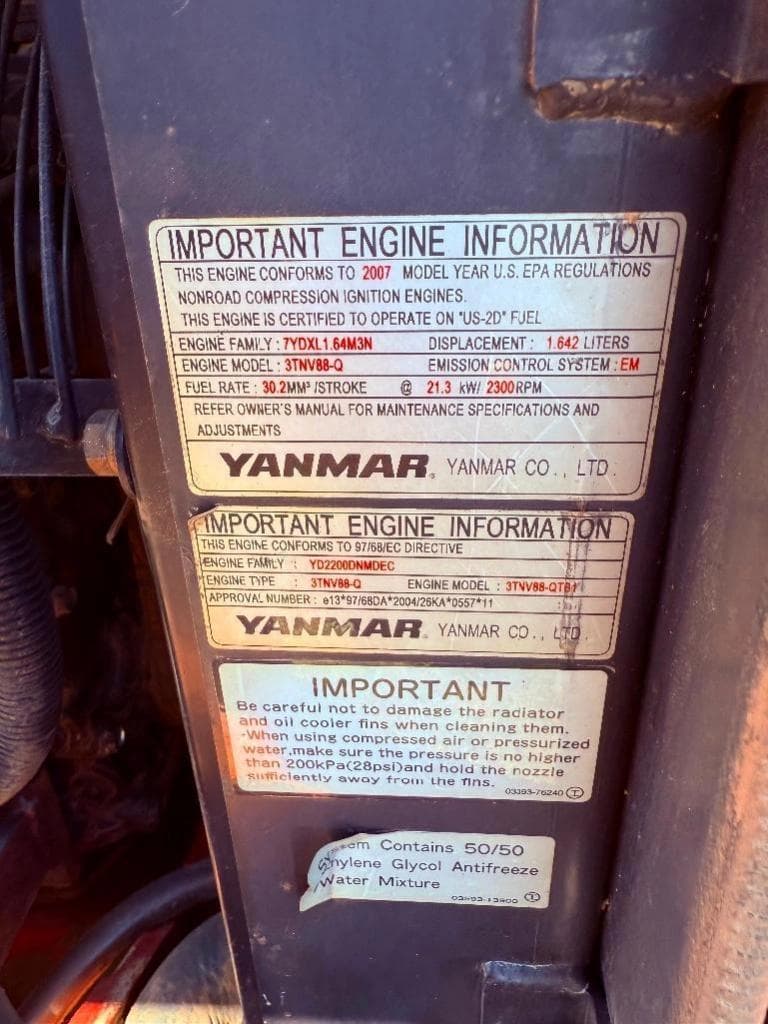 IMPORTANT ENGINE INFORMATION
THIS ENGINE CONFORMS TO 2007 MODEL YEAR U.S. EPA REGULATIONS
NONROAD COMPRESSION IGNITION ENGINES.
THIS ENGINE IS CERTIFIED TO OPERATE ON "US-2D" FUEL
ENGINE FAMILY : 7YDXL1.64M3N DISPLACEMENT : 1.642 LITERS
ENGINE MODEL : 3TNV88-Q EMISSION CONTROL SYSTEM : EM
FUEL RATE : 30.2MM³ /STROKE @ 21.3 kW/ 2300RPM
REFER OWNER'S MANUAL FOR MAINTENANCE SPECIFICATIONS AND
ADJUSTMENTS
YANMAR. YANMAR CO., LTD.
IMPORTANT ENGINE INFORMATION
THIS ENGINE CONFORMS TO 97/68/EC DIRECTIVE
ENGINE FAMILY : YD2200DNMDEC
ENGINE TYPE : 3TNV88-Q ENGINE MODEL : 3TNV88-QTB1
APPROVAL NUMBER : e13*97/68DA*2004/26KA*0557*11
YANMAR. YANMAR CO., LTD.
IMPORTANT
Be careful not to damage the radiator
and oil cooler fins when cleaning them.
·When using compressed air or pressurized
water,make sure the pressure is no higher
than 200kPa(28psi)and hold the nozzle
sufficiently away from the fins.
03393-76240 T
Sy em Contains 50/50
hylene Glycol Antifreeze
/Water Mixture
T